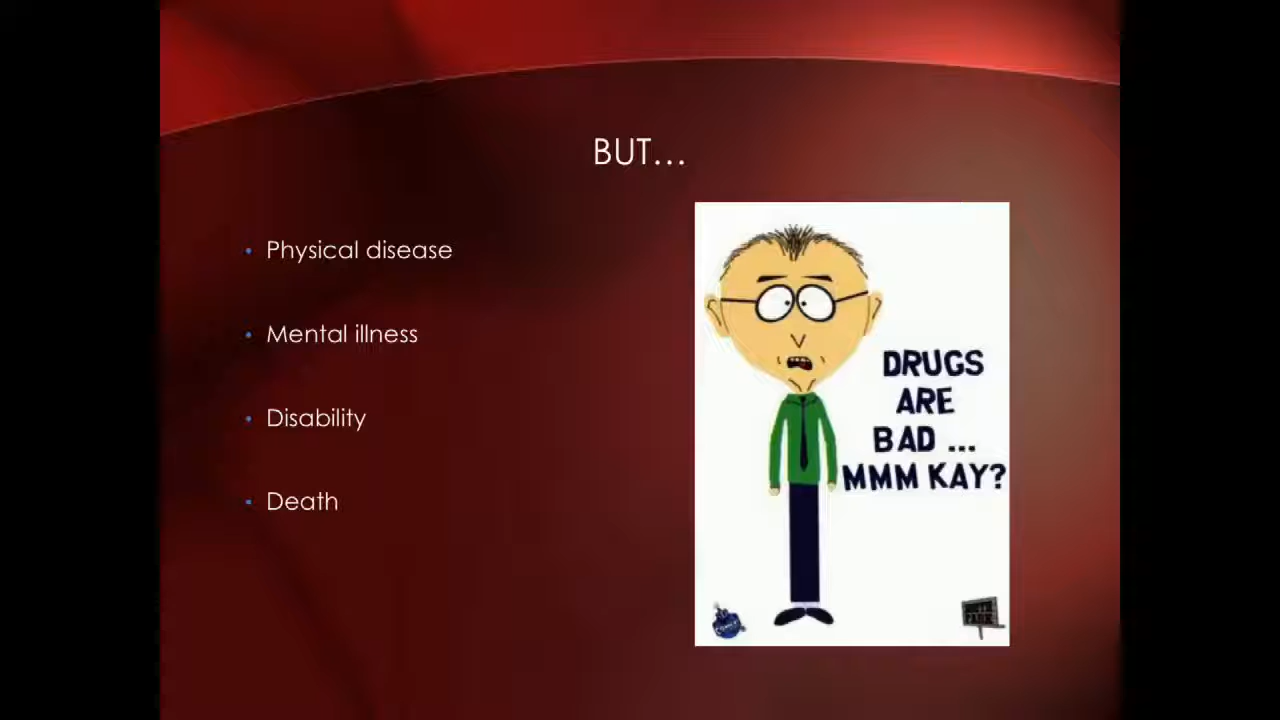 BUT…
• Physical disease
• Mental illness
• Disability
• Death
DRUGS
ARE
BAD ...
MMM KAY?